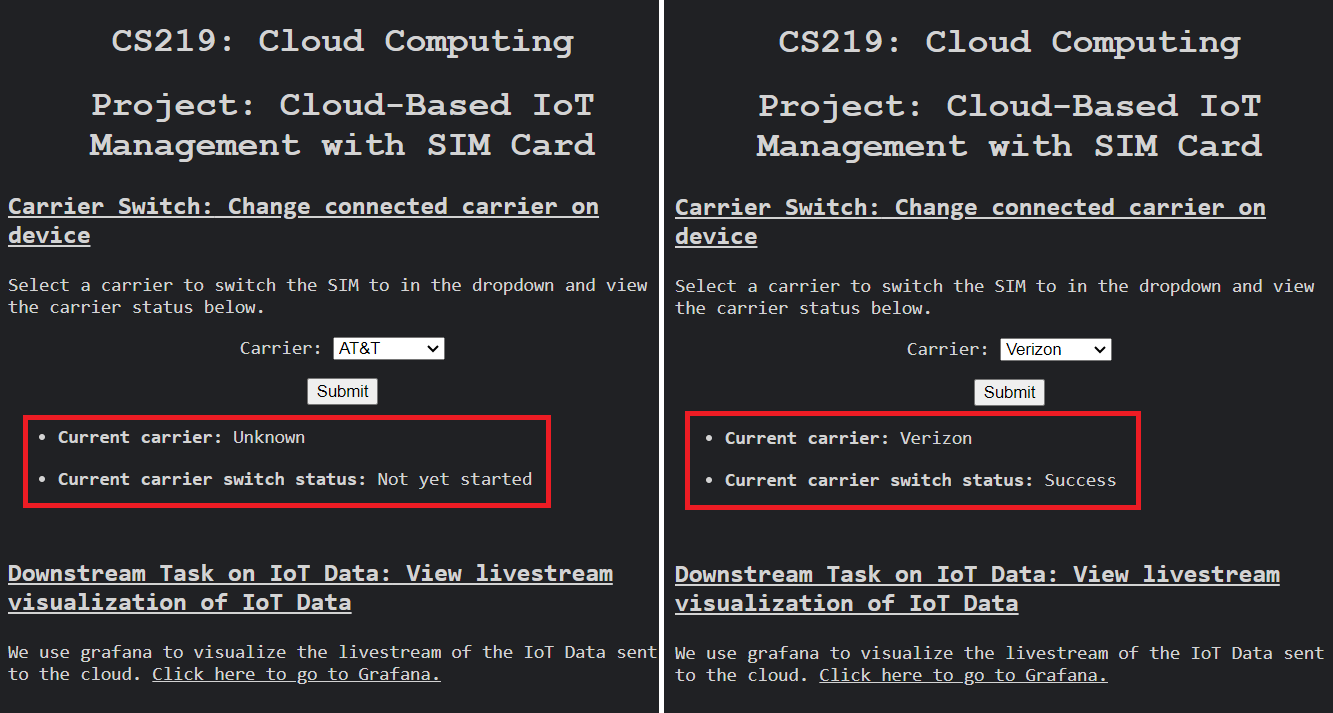 CS219: Cloud Computing
Project: Cloud-Based IoT
Management with SIM Card
Carrier Switch: Change connected carrier on
device
Select a carrier to switch the SIM to in the dropdown and view
the carrier status below.
Carrier: AT&T
Submit
• Current carrier: Unknown
• Current carrier switch status: Not yet started
Downstream Task on IoT Data: View livestream
visualization of IoT Data
We use grafana to visualize the livestream of the IoT Data sent
to the cloud. Click here to go to Grafana.
CS219: Cloud Computing
Project: Cloud-Based IoT
Management with SIM Card
Carrier Switch: Change connected carrier on
device
Select a carrier to switch the SIM to in the dropdown and view
the carrier status below.
Carrier: Verizon
Submit
• Current carrier: Verizon
• Current carrier switch status: Success
Downstream Task on IoT Data: View livestream
visualization of IoT Data
We use grafana to visualize the livestream of the IoT Data sent
to the cloud. Click here to go to Grafana.